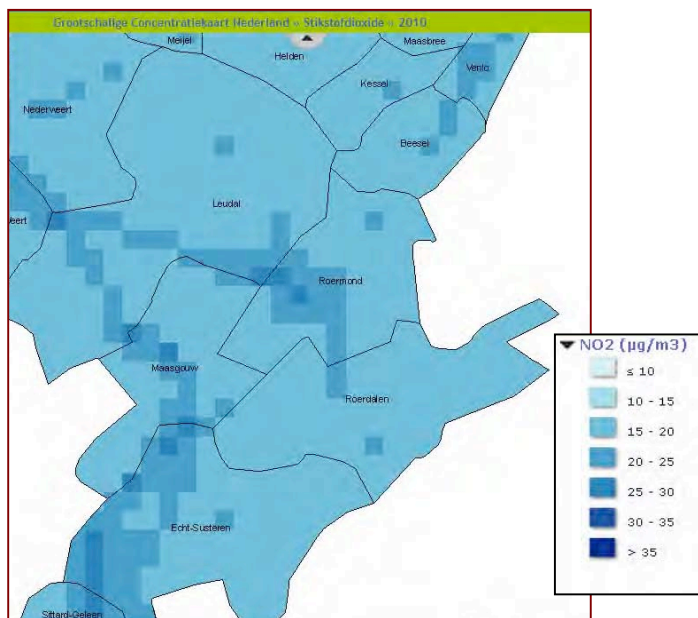 Grootschalige Concentratiekaart Nederland - Stikstofdioxide - 2010
Meijel
Maasbree
Helden
Venlo
Kessel
Nederweert
Beesel
Leudal
Weert
Roermond
Maasgouw
Roerdalen
Echt-Susteren
Sittard-Geleen
NO2 (µg/m3)
≤ 10
10 - 15
15 - 20
20 - 25
25 - 30
30 - 35
> 35